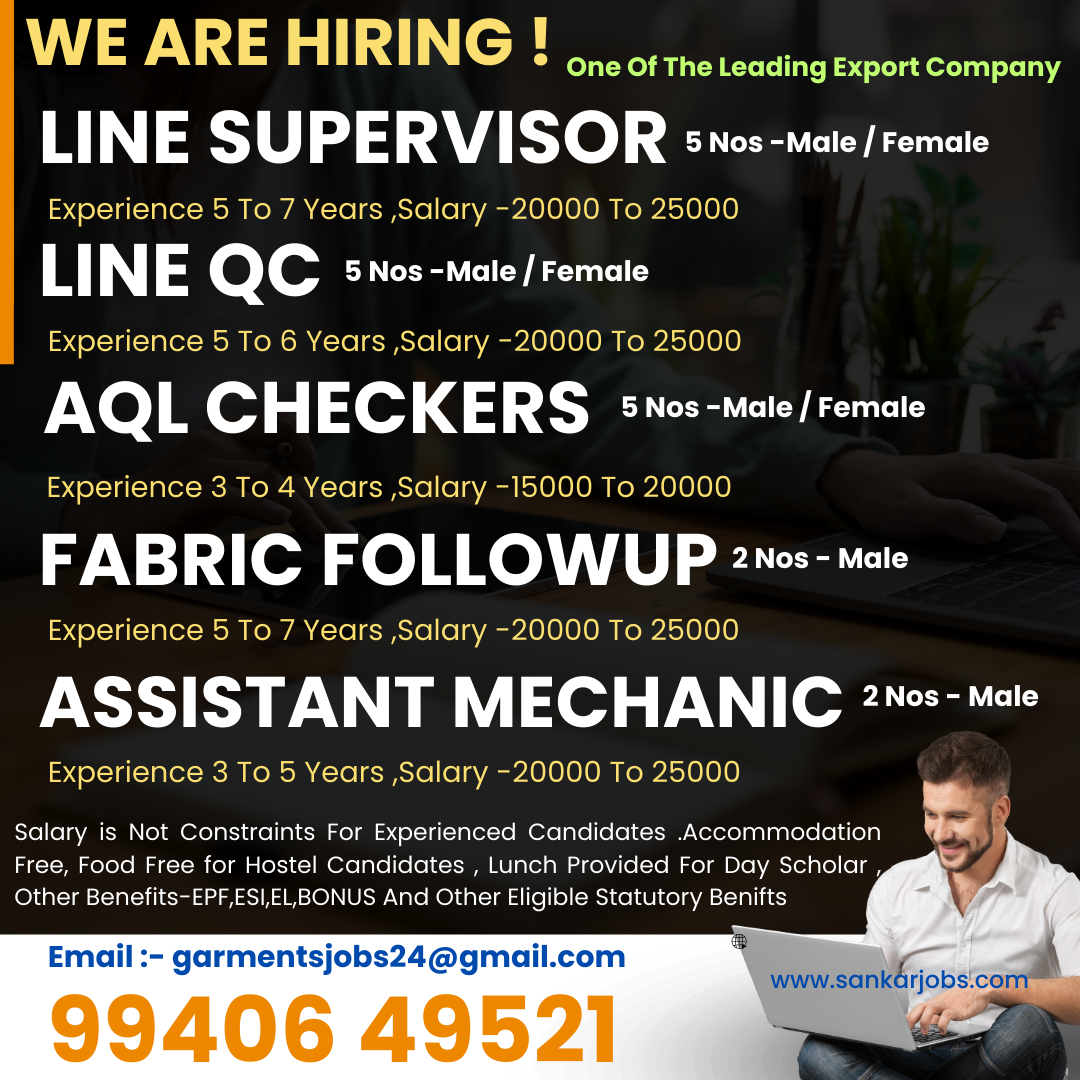 WE ARE HIRING !
One Of The Leading Export Company
LINE SUPERVISOR 5 Nos -Male / Female
Experience 5 To 7 Years ,Salary -20000 To 25000
LINE QC 5 Nos -Male / Female
Experience 5 To 6 Years ,Salary -20000 To 25000
AQL CHECKERS 5 Nos -Male / Female
Experience 3 To 4 Years ,Salary -15000 To 20000
FABRIC FOLLOWUP 2 Nos - Male
Experience 5 To 7 Years ,Salary -20000 To 25000
ASSISTANT MECHANIC 2 Nos - Male
Experience 3 To 5 Years ,Salary -20000 To 25000
Salary is Not Constraints For Experienced Candidates .Accommodation
Free, Food Free for Hostel Candidates , Lunch Provided For Day Scholar ,
Other Benefits-EPF,ESI,EL,BONUS And Other Eligible Statutory Benifts
Email :- garmentsjobs24@gmail.com
www.sankarjobs.com
99406 49521